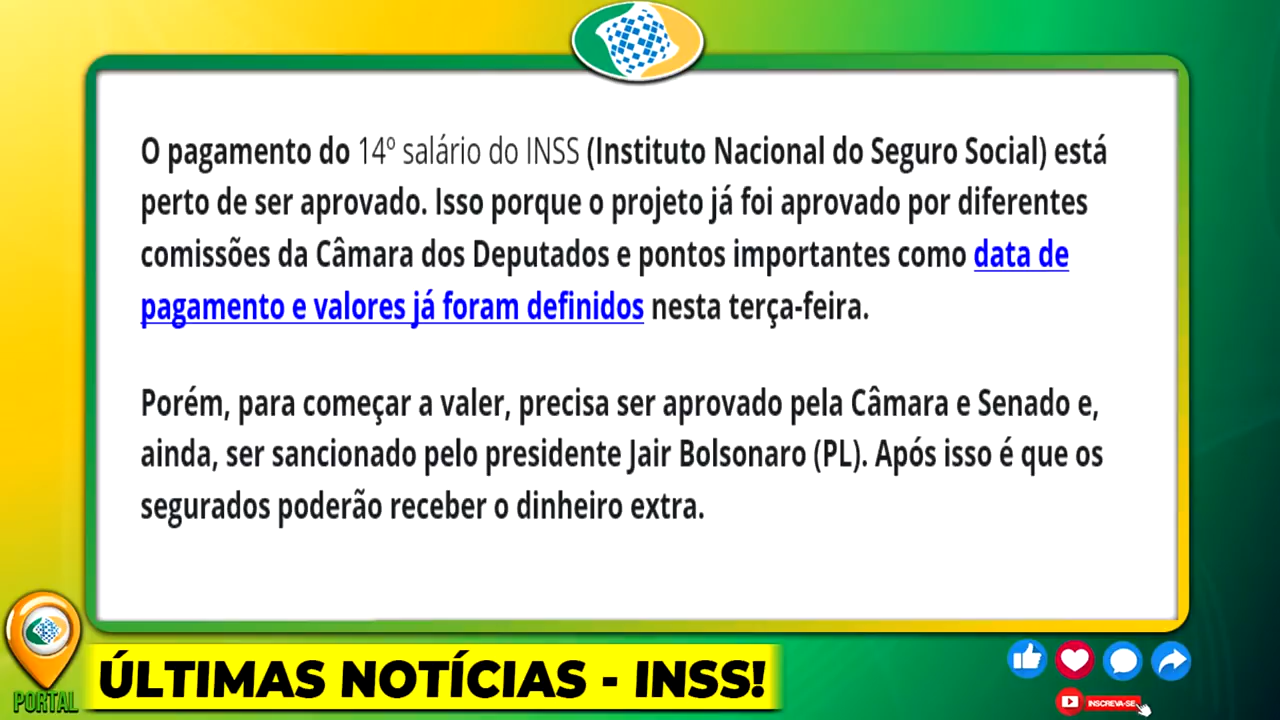 O pagamento do 14º salário do INSS (Instituto Nacional do Seguro Social) está
perto de ser aprovado. Isso porque o projeto já foi aprovado por diferentes
comissões da Câmara dos Deputados e pontos importantes como data de
pagamento e valores já foram definidos nesta terça-feira.
Porém, para começar a valer, precisa ser aprovado pela Câmara e Senado e,
ainda, ser sancionado pelo presidente Jair Bolsonaro (PL). Após isso é que os
segurados poderão receber o dinheiro extra.
PORTAL
ÚLTIMAS NOTÍCIAS - INSS!
INSCREVA-SE